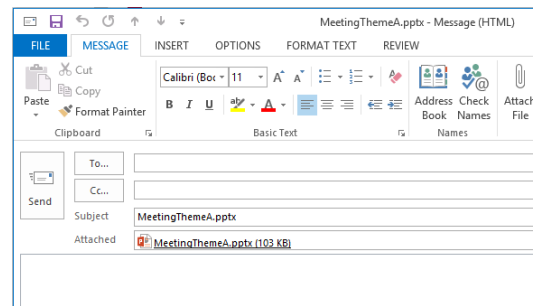 MeetingThemeA.pptx - Message (HTML)
FILE MESSAGE INSERT OPTIONS FORMAT TEXT REVIEW
Cut
Copy
Format Painter
Paste
Clipboard
Calibri (Boc 11 A A
B I U ab A
Basic Text
Address Book
Check Names
Names
Attach File
Send
To...
Cc...
Subject MeetingThemeA.pptx
Attached MeetingThemeA.pptx (103 KB)